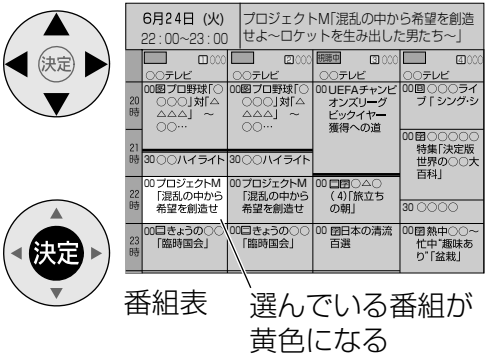 決定
6月24日 (火)
22:00~23:00
プロジェクトM「混乱の中から希望を創造
せよ~ロケットを生み出した男たち~」
1 ○○○
○○テレビ
2 ○○○
○○テレビ
視聴中 3 ○○○
○○テレビ
4 ○○○
○○テレビ
20時
00 プロ野球「○
○○○」対「△
△△△」 ~
○○…
00 プロ野球「○
○○○」対「△
△△△」 ~
○○…
00 UEFAチャンピ
オンズリーグ
ビックイヤー
獲得への道
00 ○○○ライ
ブ「シング・シ
00 ○○○○○
特集「決定版
世界の○○大
百科」
21時
30 ○○ハイライト
30 ○○ハイライト
22時
00 プロジェクトM
「混乱の中から
希望を創造せ
00 プロジェクトM
「混乱の中から
希望を創造せ
00 ○△○
(4)「旅立ち
の朝」
30 ○○○○
23時
00 きょうの○○
「臨時国会」
00 きょうの○○
「臨時国会」
00 日本の清流
百選
00 熱中○○~
忙中"趣味あ
り"「盆栽」
決定
番組表
選んでいる番組が
黄色になる